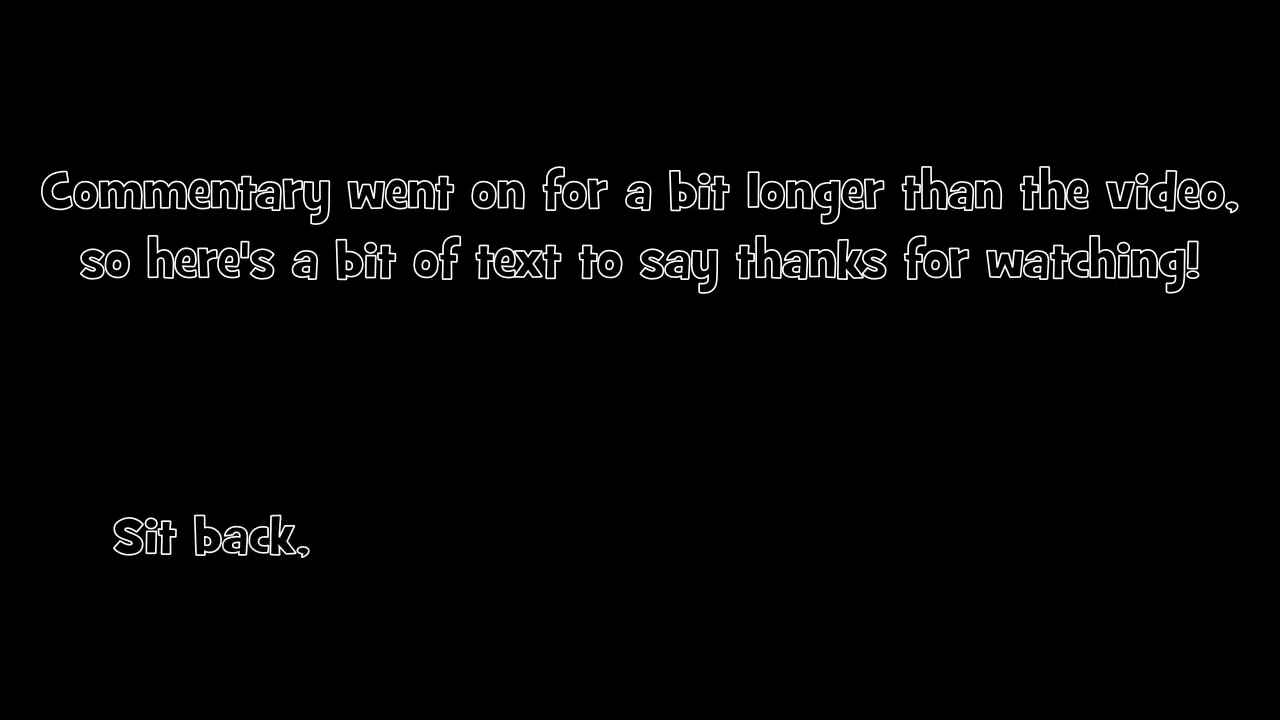 Commentary went on for a bit longer than the video,
so here's a bit of text to say thanks for watching!
Sit back,